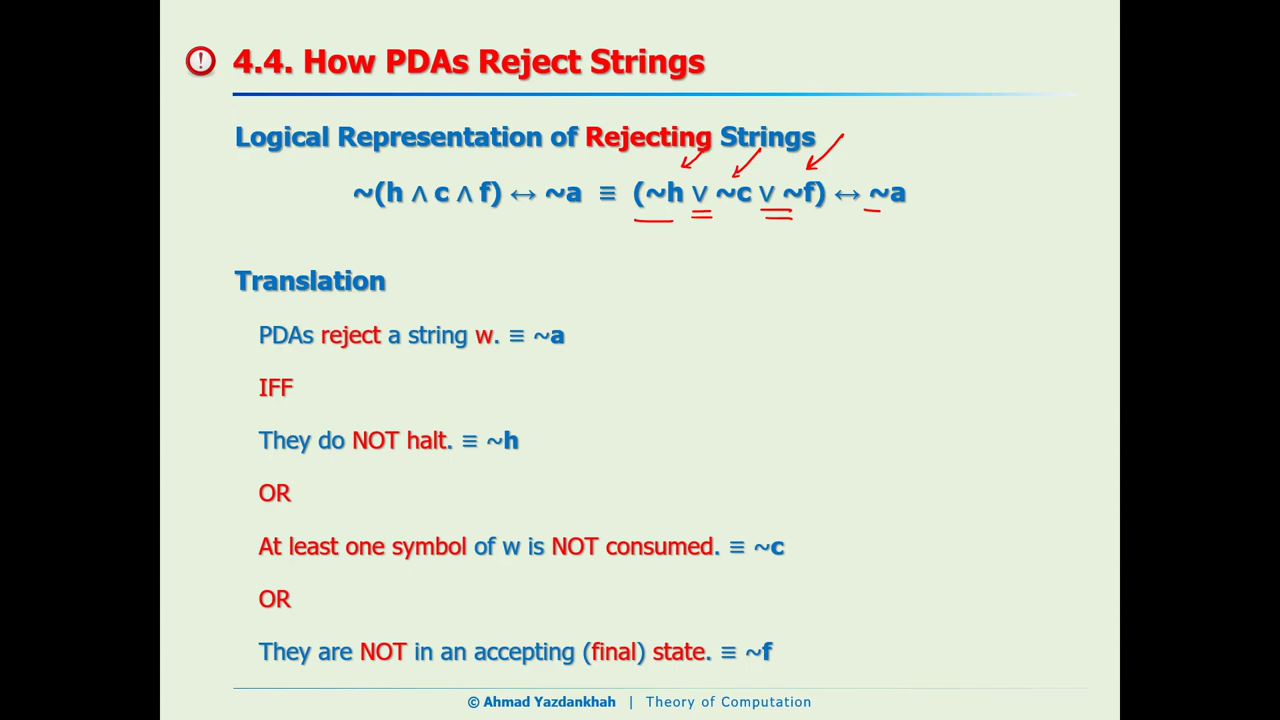 4.4. How PDAs Reject Strings
Logical Representation of Rejecting Strings
~(h ∧ c ∧ f) ↔ ~a ≡ (~h ∨ ~c ∨ ~f) ↔ ~a
Translation
PDAs reject a string w. ≡ ~a
IFF
They do NOT halt. ≡ ~h
OR
At least one symbol of w is NOT consumed. ≡ ~c
OR
They are NOT in an accepting (final) state. ≡ ~f
© Ahmad Yazdankhah | Theory of Computation